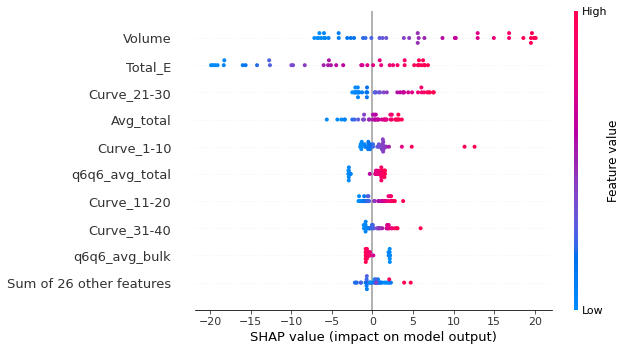 High
Volume
Total_E
Curve_21-30
Avg_total
Curve_1-10
q6q6_avg_total
Curve_11-20
Curve_31-40
q6q6_avg_bulk
Sum of 26 other features
Feature value
Low
−20 −15 −10 −5 0 5 10 15 20
SHAP value (impact on model output)